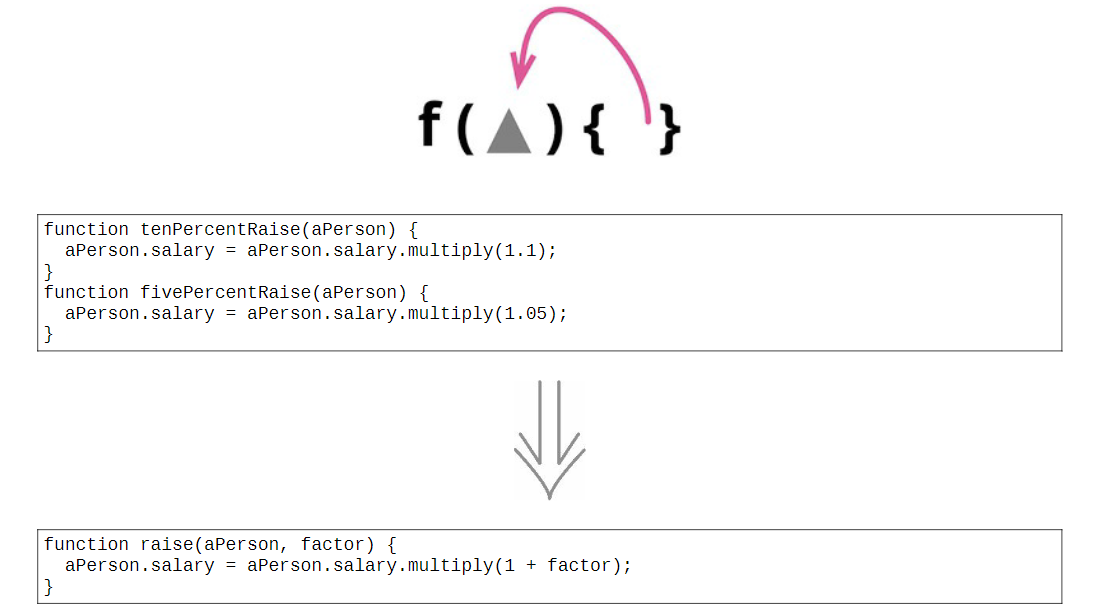 f( ){ }
function tenPercentRaise(aPerson) {
  aPerson.salary = aPerson.salary.multiply(1.1);
}
function fivePercentRaise(aPerson) {
  aPerson.salary = aPerson.salary.multiply(1.05);
}
function raise(aPerson, factor) {
  aPerson.salary = aPerson.salary.multiply(1 + factor);
}